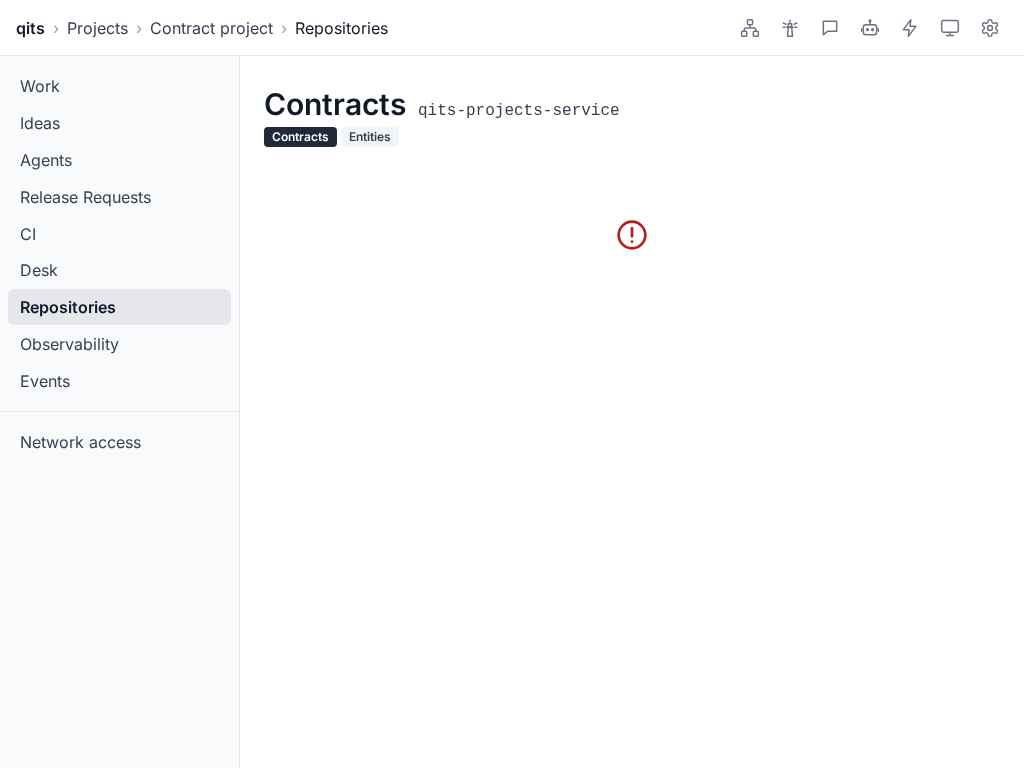 qits › Projects › Contract project › Repositories
Work
Ideas
Agents
Release Requests
CI
Desk
Repositories
Observability
Events
Network access
Contracts qits-projects-service
Contracts Entities